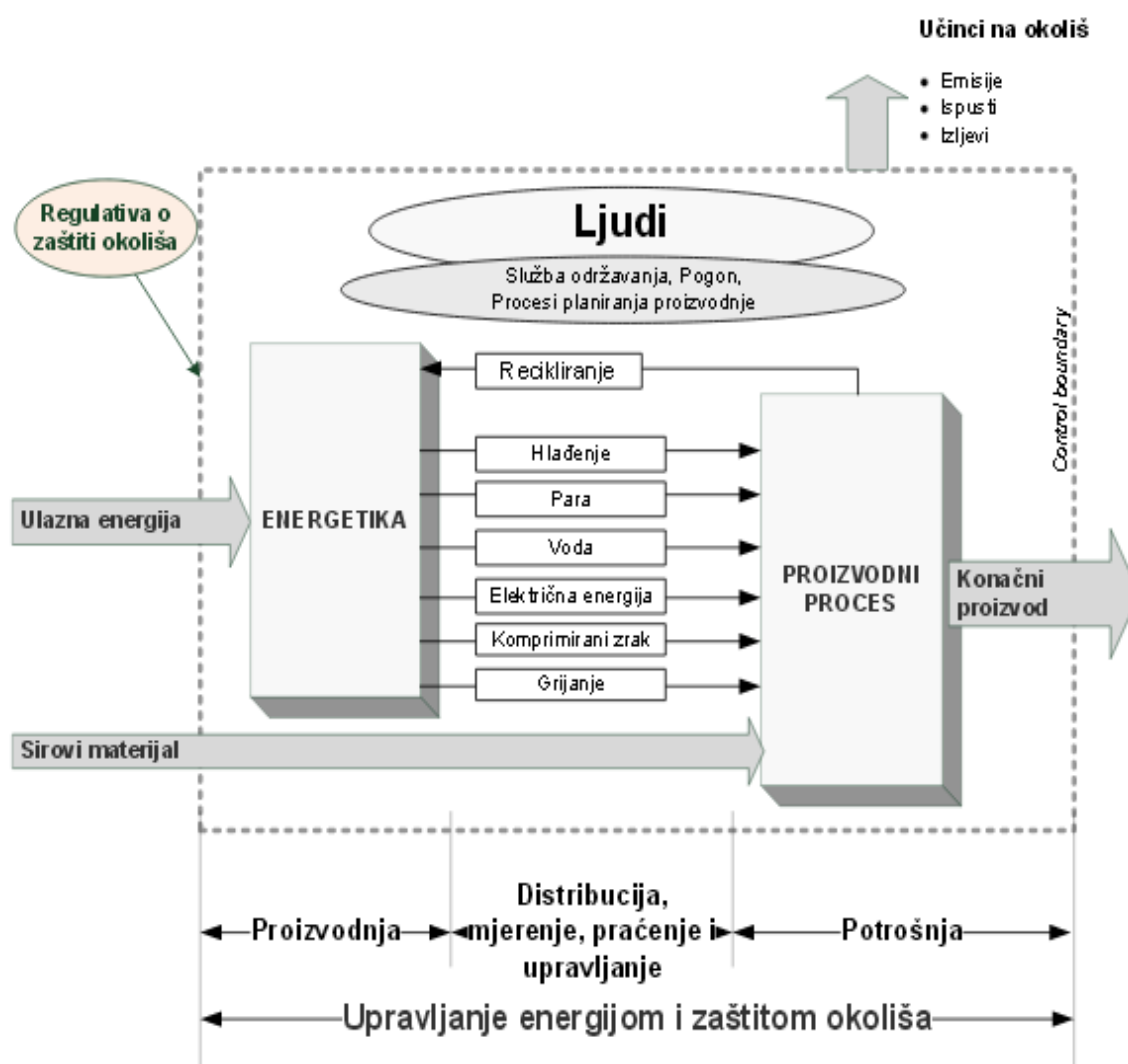 Učinci na okoliš
• Emisije
• Ispusti
• Izljevi
Regulativa o
zaštiti okoliša
Ljudi
Služba održavanja, Pogon,
Procesi planiranja proizvodnje
Control boundary
Recikliranje
Hlađenje
Para
Voda
Električna energija
Komprimirani zrak
Grijanje
Ulazna energija
ENERGETIKA
PROIZVODNI
PROCES
Konačni
proizvod
Sirovi materijal
Proizvodnja
Distribucija,
mjerenje, praćenje i
upravljanje
Potrošnja
Upravljanje energijom i zaštitom okoliša